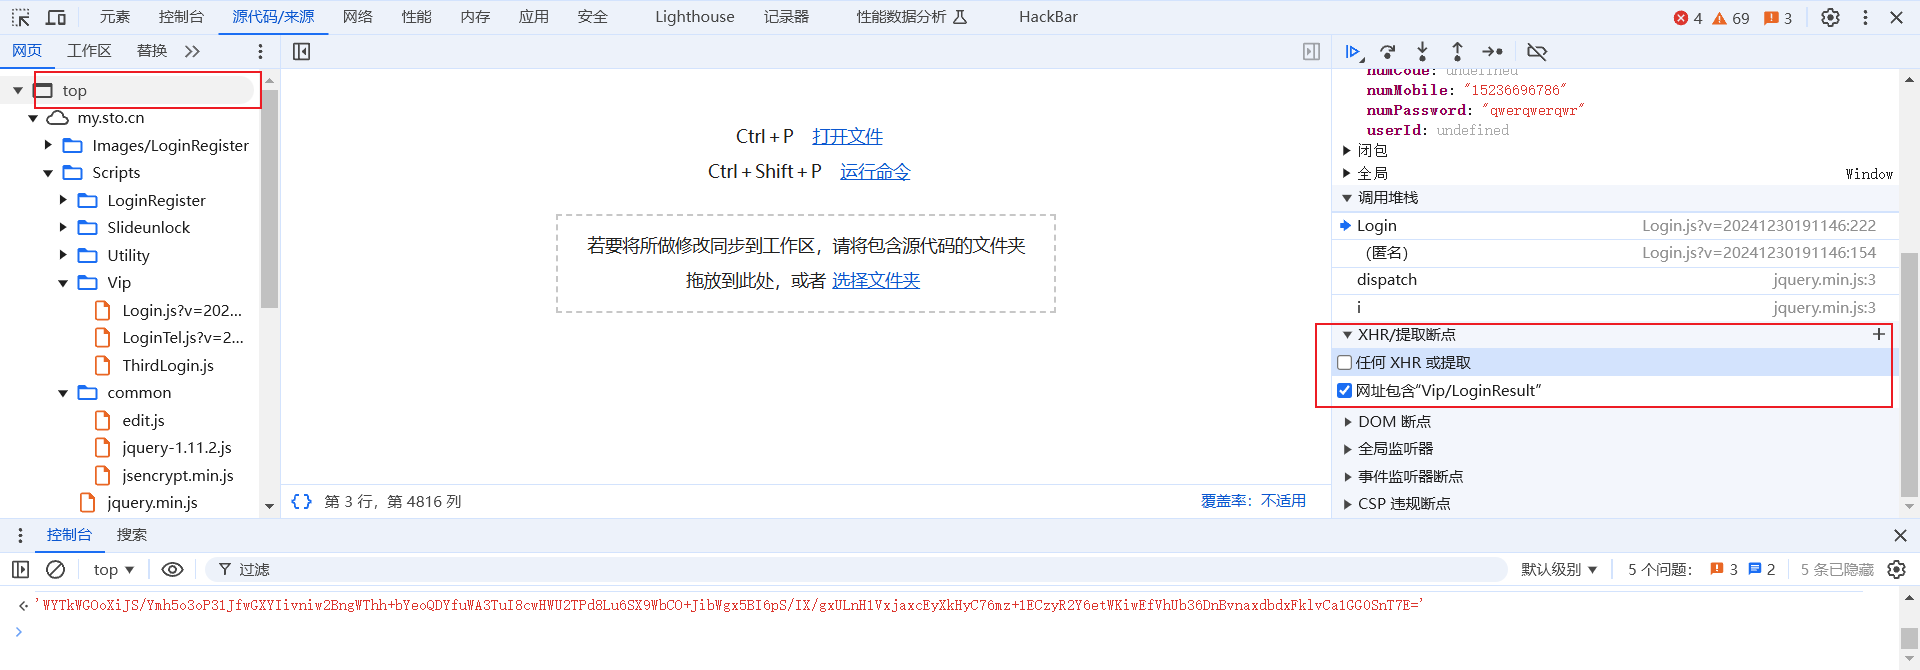 元素 控制台 源代码/来源 网络 性能 内存 应用 安全 Lighthouse 记录器 性能数据分析 HackBar 4 69 3
网页 工作区 替换
top
my.sto.cn
Images/LoginRegister
Scripts
LoginRegister
Slideunlock
Utility
Vip
Login.js?v=202...
LoginTel.js?v=2...
ThirdLogin.js
common
edit.js
jquery-1.11.2.js
jsencrypt.min.js
jquery.min.js
Ctrl + P 打开文件
Ctrl + Shift + P 运行命令
若要将所做修改同步到工作区，请将包含源代码的文件夹
拖放到此处，或者 选择文件夹
{} 第 3 行，第 4816 列 覆盖率：不适用
numCode: undefined
numMobile: "15236696786"
numPassword: "qwerqwerqwr"
userId: undefined
闭包
全局 Window
调用堆栈
Login Login.js?v=20241230191146:222
(匿名) Login.js?v=20241230191146:154
dispatch jquery.min.js:3
i jquery.min.js:3
XHR/提取断点 +
任何 XHR 或提取
网址包含“Vip/LoginResult”
DOM 断点
全局监听器
事件监听器断点
CSP 违规断点
控制台 搜索
top 过滤 默认级别 5 个问题： 3 2 5 条已隐藏
'WYTkWGOoXiJS/Ymh5o3oP31JfwGXYIivniw2BngWThh+bYeoQDYfuWA3TuI8cwHWU2TPd8Lu6SX9WbCO+JibWgx5BI6pS/IX/gxULnH1VxjaxcEyXkHyC76mz+1ECzyR2Y6etWKiwEfVhUb36DnBvnaxdbdxFklvCa1GG0SnT7E='